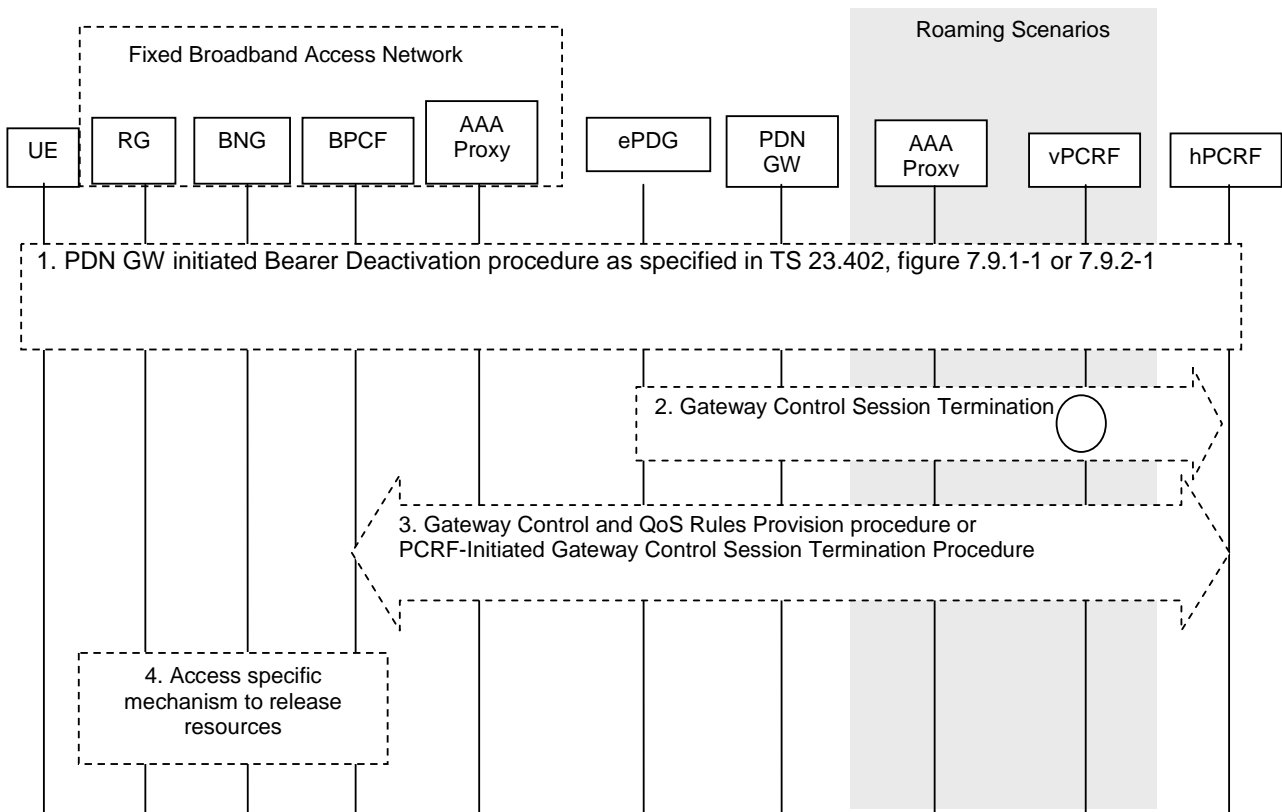 Roaming Scenarios
Fixed Broadband Access Network
UE
RG
BNG
BPCF
AAA
Proxy
ePDG
PDN
GW
AAA
Proxy
vPCRF
hPCRF
1. PDN GW initiated Bearer Deactivation procedure as specified in TS 23.402, figure 7.9.1-1 or 7.9.2-1
2. Gateway Control Session Termination
3. Gateway Control and QoS Rules Provision procedure or
PCRF-Initiated Gateway Control Session Termination Procedure
4. Access specific
mechanism to release
resources